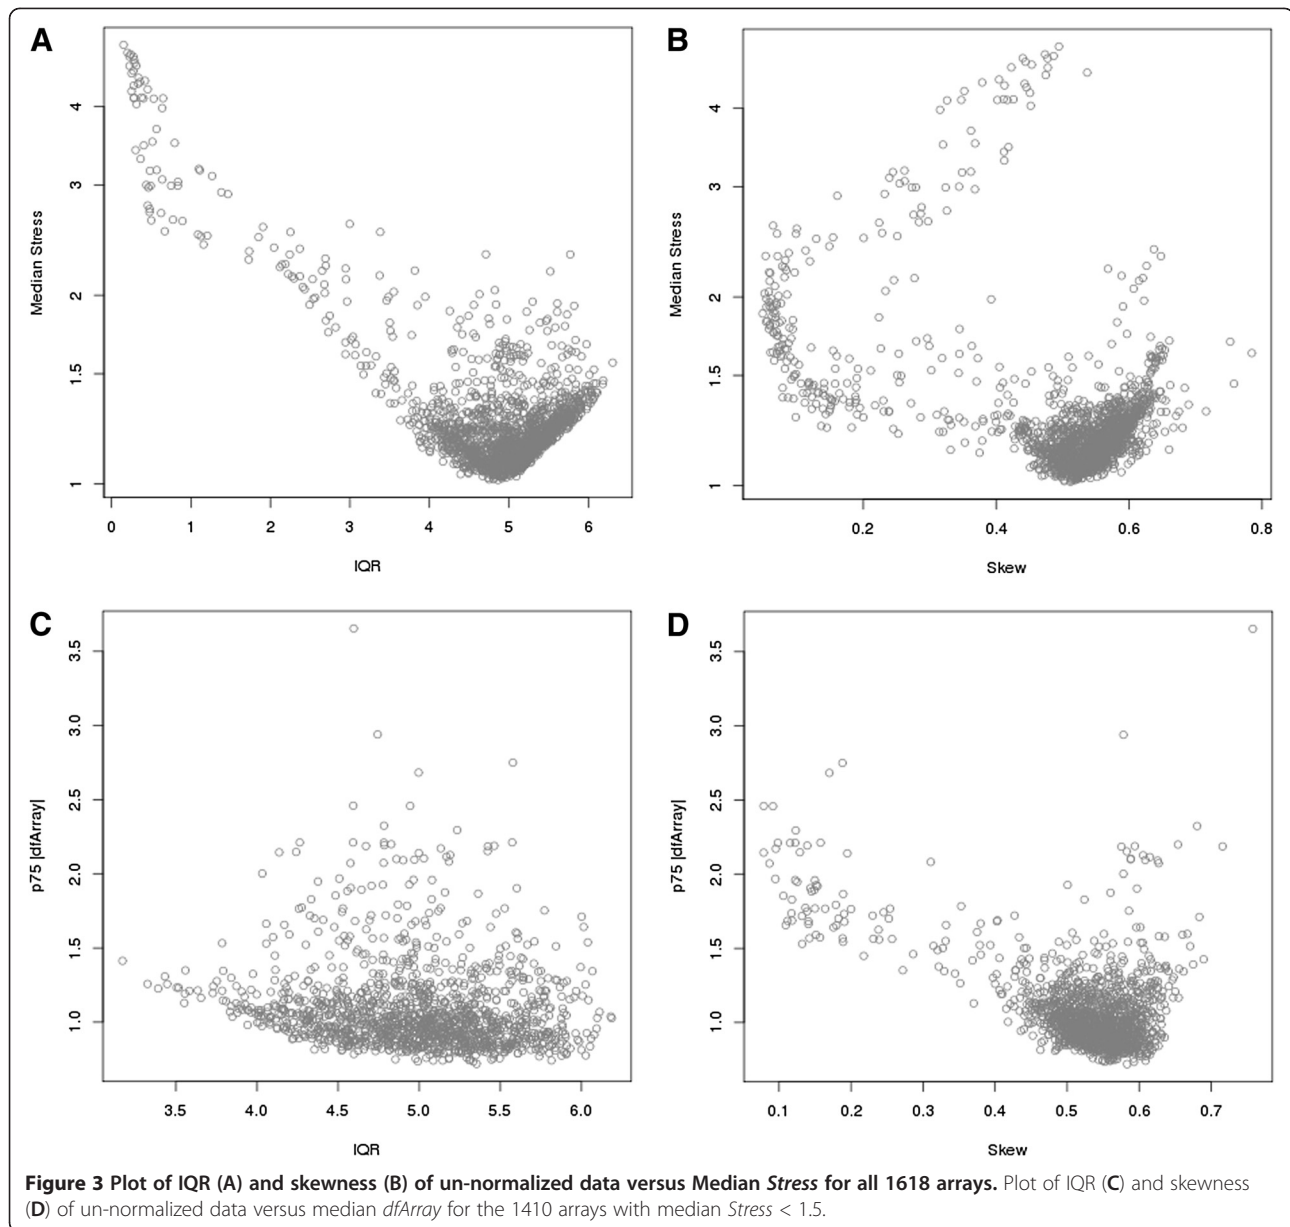 A
Median Stress
4
3
2
1.5
1
0 1 2 3 4 5 6
IQR
B
Median Stress
4
3
2
1.5
1
0.2 0.4 0.6 0.8
Skew
C
p75 |dfArray|
3.5
3.0
2.5
2.0
1.5
1.0
3.5 4.0 4.5 5.0 5.5 6.0
IQR
D
p75 |dfArray|
3.5
3.0
2.5
2.0
1.5
1.0
0.1 0.2 0.3 0.4 0.5 0.6 0.7
Skew
Figure 3 Plot of IQR (A) and skewness (B) of un-normalized data versus Median Stress for all 1618 arrays. Plot of IQR (C) and skewness
(D) of un-normalized data versus median dfArray for the 1410 arrays with median Stress < 1.5.